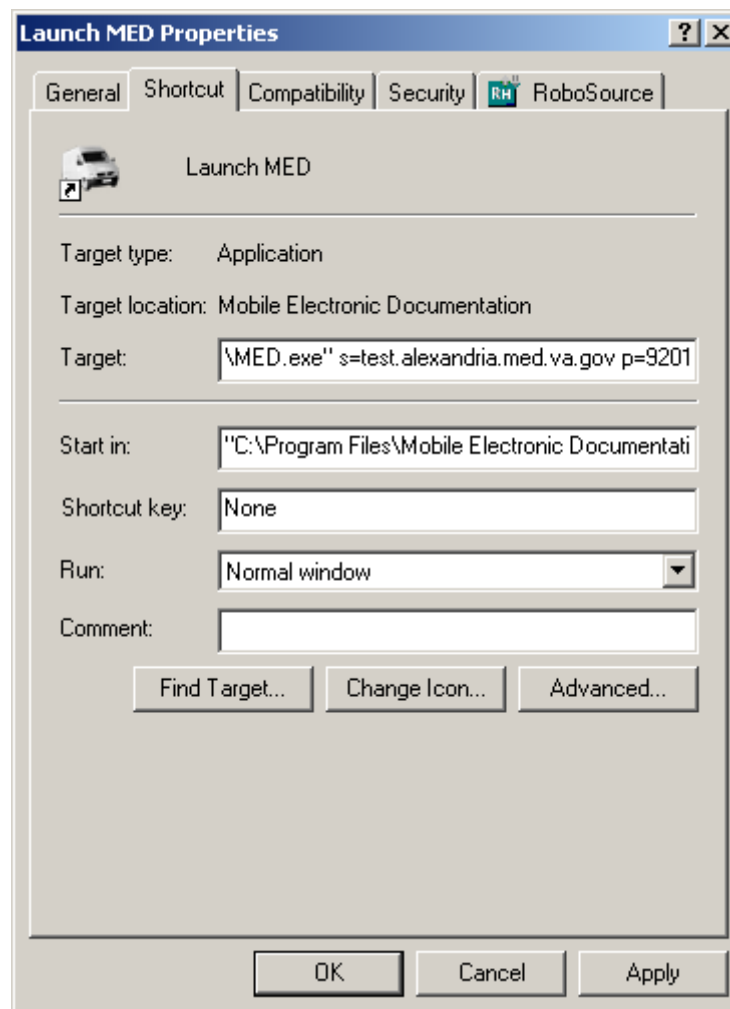 Launch MED Properties
General Shortcut Compatibility Security RH RoboSource
Launch MED
Target type: Application
Target location: Mobile Electronic Documentation
Target: \MED.exe" s=test.alexandria.med.va.gov p=9201
Start in: "C:\Program Files\Mobile Electronic Documentati
Shortcut key: None
Run: Normal window
Comment:
Find Target... Change Icon... Advanced...
OK Cancel Apply